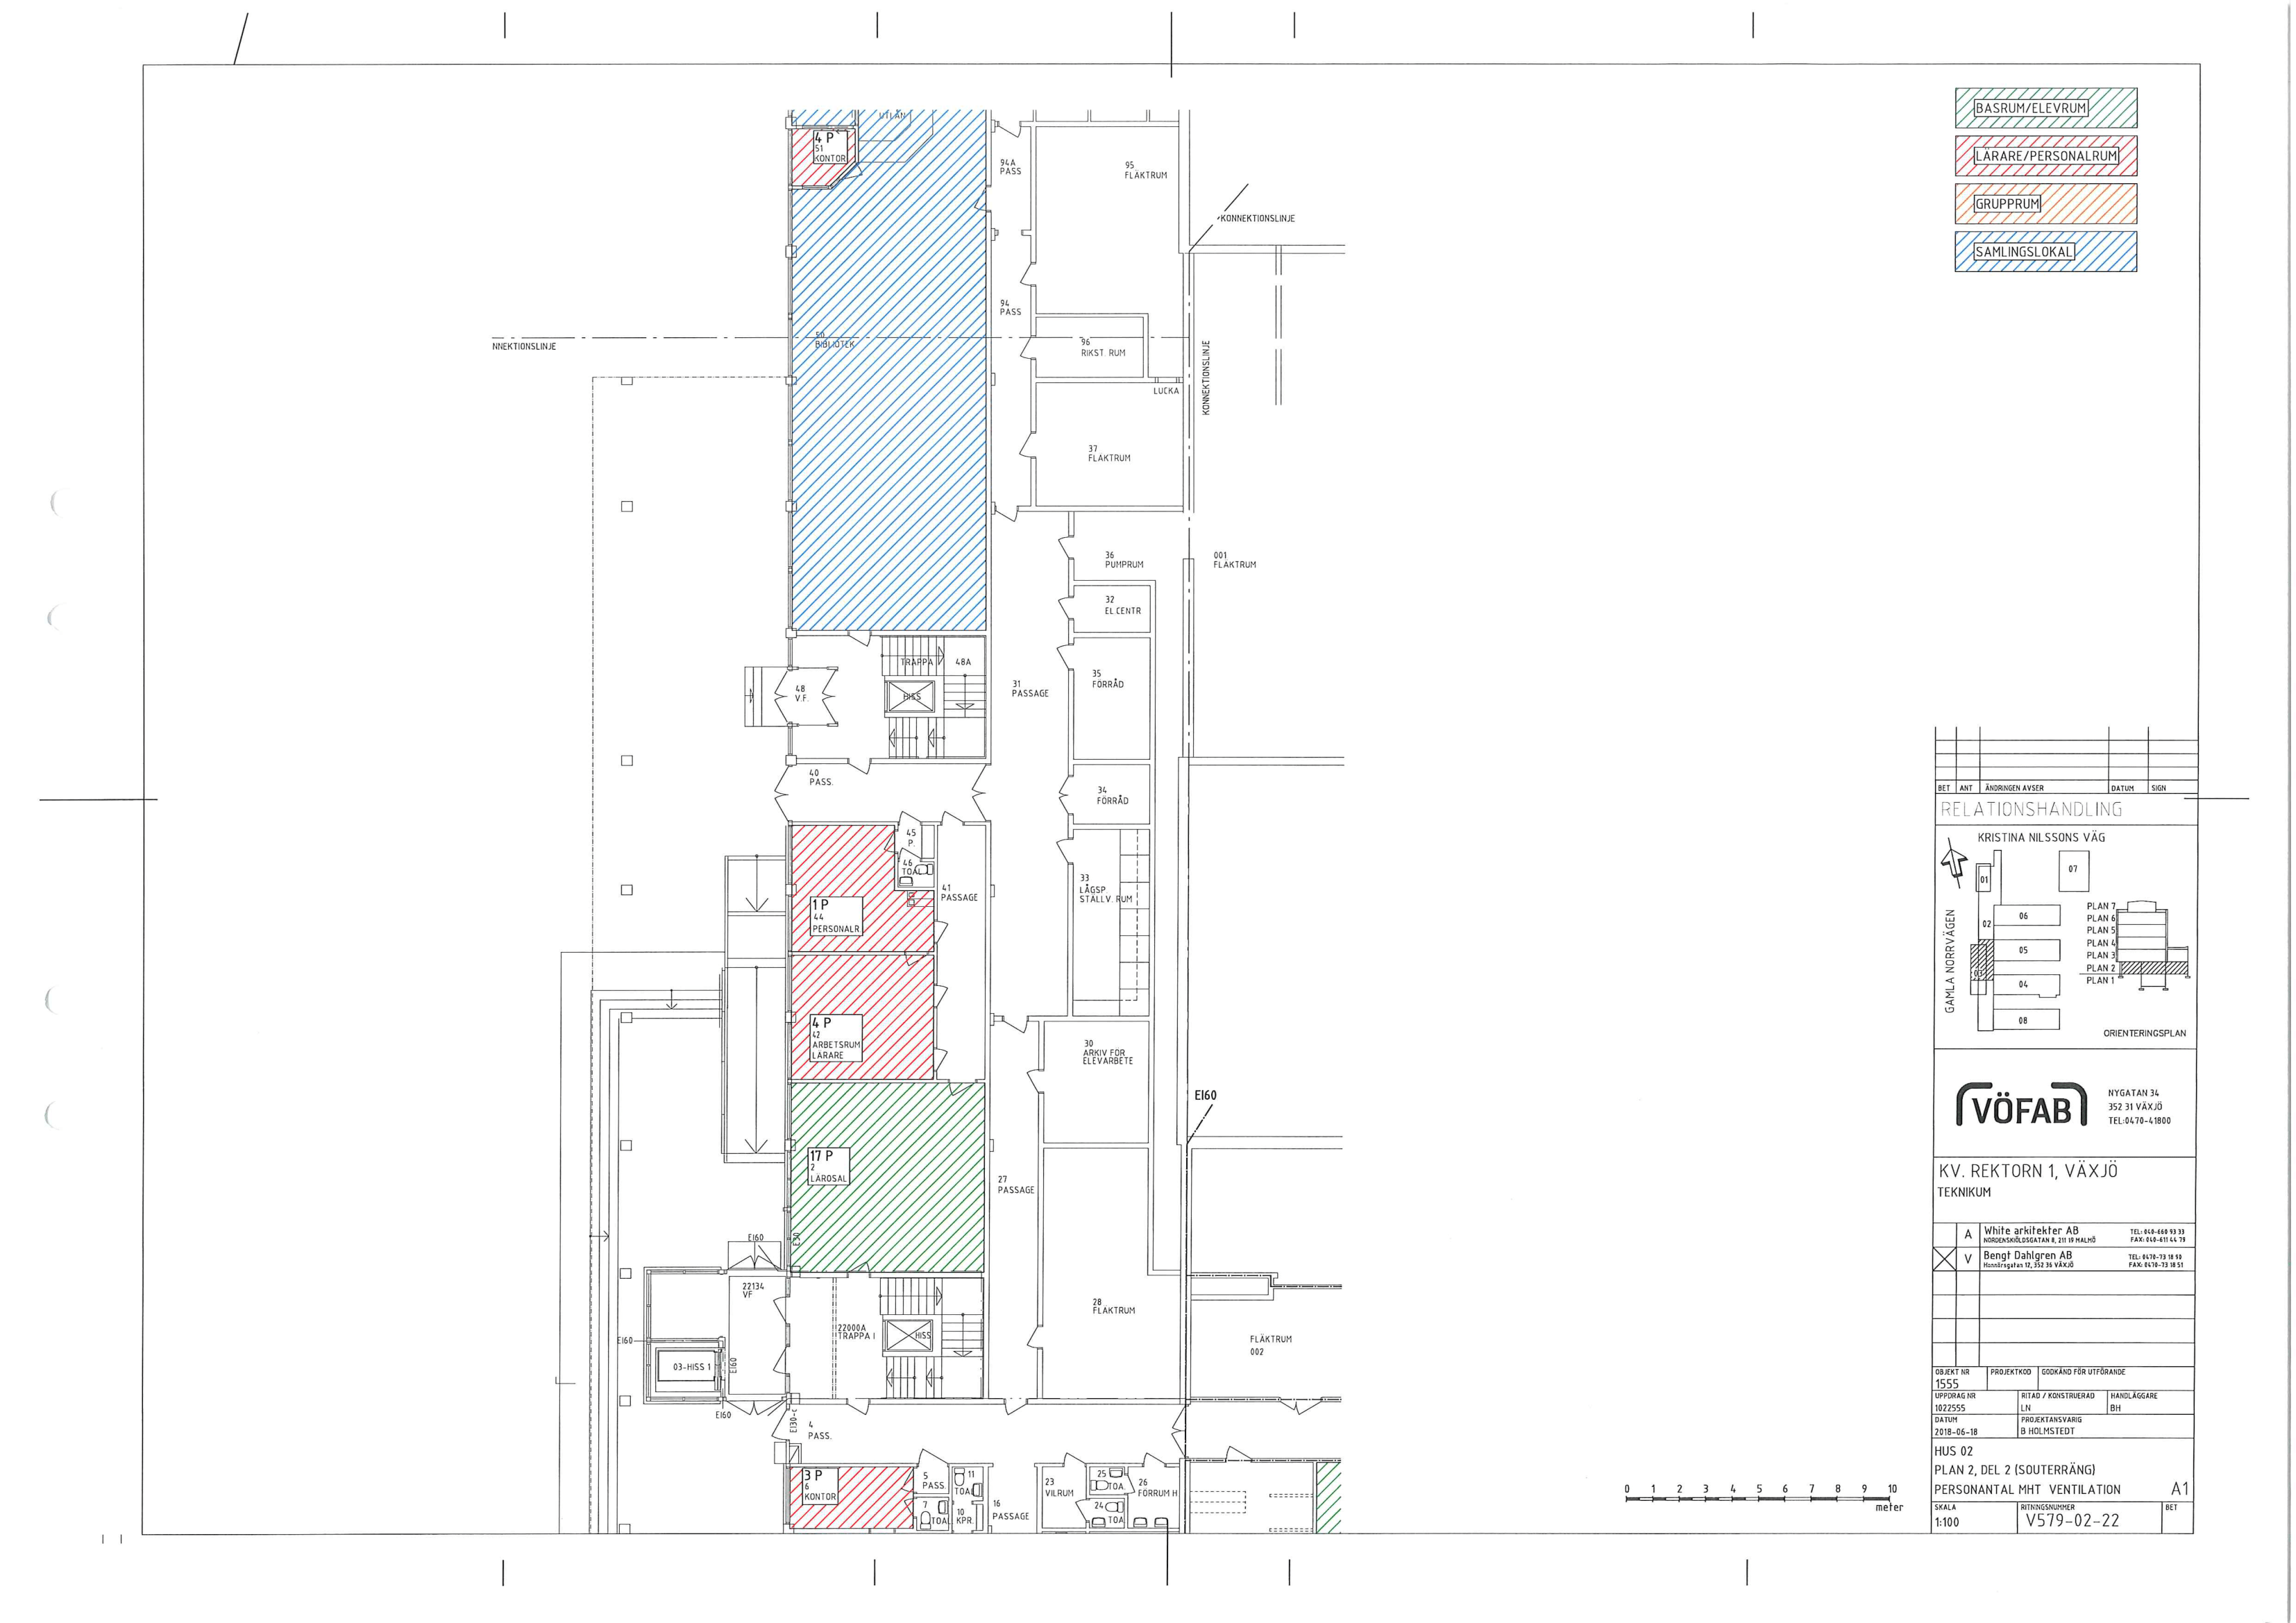 BASRUM/ELEVRUM
LÄRARE/PERSONALRUM
GRUPPRUM
SAMLINGSLOKAL
UTLÅN
4 P
51
KONTOR
94A
PASS
95
FLÄKTRUM
KONNEKTIONSLINJE
94
PASS
50
BIBLIOTEK
96
RIKST. RUM
NNEKTIONSLINJE
KONNEKTIONSLINJE
LUCKA
37
FLÄKTRUM
36
PUMPRUM
001
FLÄKTRUM
32
EL.CENTR
TRAPPA
48A
48
V.F.
HISS
31
PASSAGE
35
FÖRRÅD
40
PASS.
34
FÖRRÅD
45
P.
46
TOAL
41
PASSAGE
33
LÅGSP.
STÄLLV. RUM
1 P
44
PERSONALR.
4 P
42
ARBETSRUM
LÄRARE
30
ARKIV FÖR
ELEVARBETE
EI60
17 P
2
LÄROSAL
27
PASSAGE
EI60
E30
22134
VF
22000A
TRAPPA I
HISS
28
FLÄKTRUM
EI60
03-HISS 1
EI60
FLÄKTRUM
002
EI60
EI30-C
4
PASS.
3 P
6
KONTOR
5
PASS.
7
TOA
11
TOA
10
KPR.
16
PASSAGE
23
VILRUM
25
TOA.
24
TOA
26
FÖRRUM H
0 1 2 3 4 5 6 7 8 9 10
meter
BET ANT ÄNDRINGEN AVSER DATUM SIGN
RELATIONSHANDLING
KRISTINA NILSSONS VÄG
GAMLA NORRVÄGEN
01
07
02
06
05
03
04
08
PLAN 7
PLAN 6
PLAN 5
PLAN 4
PLAN 3
PLAN 2
PLAN 1
ORIENTERINGSPLAN
VÖFAB
NYGATAN 34
352 31 VÄXJÖ
TEL:0470-41800
KV. REKTORN 1, VÄXJÖ
TEKNIKUM
A White arkitekter AB TEL: 040-660 93 33
NORDENSKIÖLDSGATAN 8, 211 19 MALMÖ FAX: 040-611 44 79
V Bengt Dahlgren AB TEL: 0470-73 18 50
Honnörsgatan 12, 352 36 VÄXJÖ FAX: 0470-73 18 51
OBJEKT NR PROJEKTKOD GODKÄND FÖR UTFÖRANDE
1555
UPPDRAG NR RITAD / KONSTRUERAD HANDLÄGGARE
1022555 LN BH
DATUM PROJEKTANSVARIG
2018-06-18 B HOLMSTEDT
HUS 02
PLAN 2, DEL 2 (SOUTERRÄNG)
PERSONANTAL MHT VENTILATION A1
SKALA RITNINGSNUMMER BET
1:100 V579-02-22